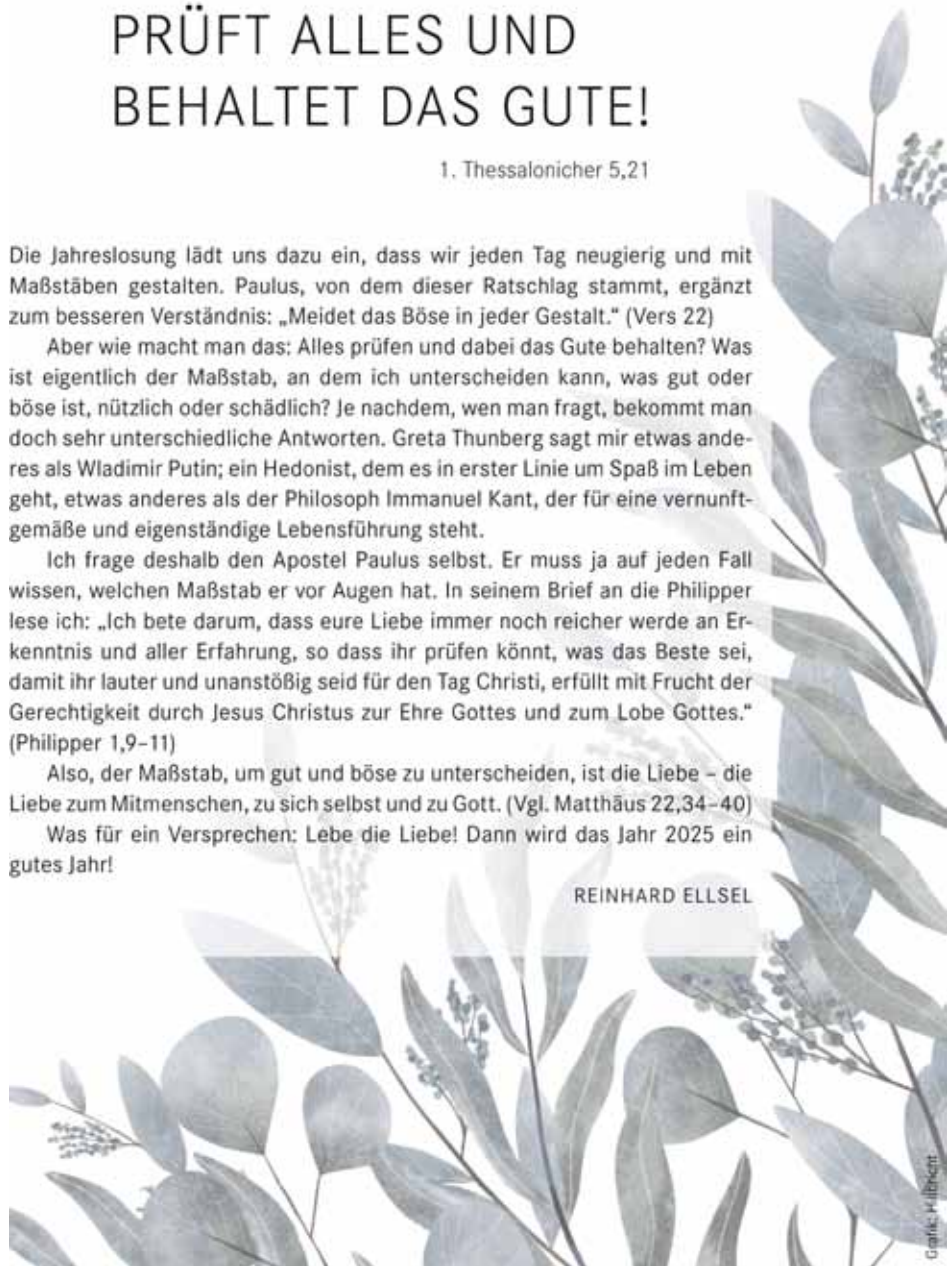 PRÜFT ALLES UND
BEHALTET DAS GUTE!
1. Thessalonicher 5,21
Die Jahreslosung lädt uns dazu ein, dass wir jeden Tag neugierig und mit
Maßstäben gestalten. Paulus, von dem dieser Ratschlag stammt, ergänzt
zum besseren Verständnis: „Meidet das Böse in jeder Gestalt.“ (Vers 22)
Aber wie macht man das: Alles prüfen und dabei das Gute behalten? Was
ist eigentlich der Maßstab, an dem ich unterscheiden kann, was gut oder
böse ist, nützlich oder schädlich? Je nachdem, wen man fragt, bekommt man
doch sehr unterschiedliche Antworten. Greta Thunberg sagt mir etwas ande-
res als Wladimir Putin; ein Hedonist, dem es in erster Linie um Spaß im Leben
geht, etwas anderes als der Philosoph Immanuel Kant, der für eine vernunft-
gemäße und eigenständige Lebensführung steht.
Ich frage deshalb den Apostel Paulus selbst. Er muss ja auf jeden Fall
wissen, welchen Maßstab er vor Augen hat. In seinem Brief an die Philipper
lese ich: „Ich bete darum, dass eure Liebe immer noch reicher werde an Er-
kenntnis und aller Erfahrung, so dass ihr prüfen könnt, was das Beste sei,
damit ihr lauter und unanstößig seid für den Tag Christi, erfüllt mit Frucht der
Gerechtigkeit durch Jesus Christus zur Ehre Gottes und zum Lobe Gottes.“
(Philipper 1,9–11)
Also, der Maßstab, um gut und böse zu unterscheiden, ist die Liebe – die
Liebe zum Mitmenschen, zu sich selbst und zu Gott. (Vgl. Matthäus 22,34–40)
Was für ein Versprechen: Lebe die Liebe! Dann wird das Jahr 2025 ein
gutes Jahr!
REINHARD ELLSEL
Grafik: